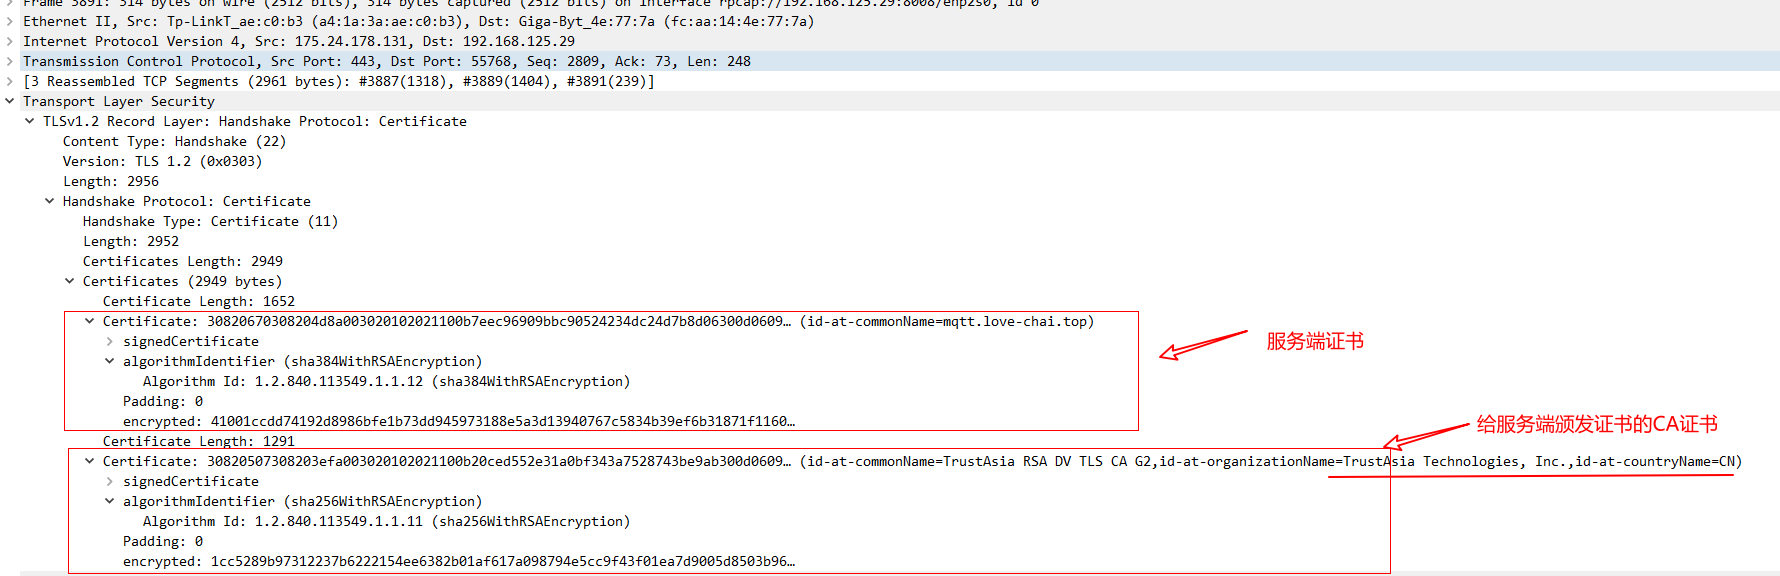 Frame 3891: 314 bytes on wire (2512 bits), 314 bytes captured (2512 bits) on interface rpcap://192.168.125.29:8008/enp2s0, id 0
Ethernet II, Src: Tp-LinkT_ae:c0:b3 (a4:1a:3a:ae:c0:b3), Dst: Giga-Byt_4e:77:7a (fc:aa:14:4e:77:7a)
Internet Protocol Version 4, Src: 175.24.178.131, Dst: 192.168.125.29
Transmission Control Protocol, Src Port: 443, Dst Port: 55768, Seq: 2809, Ack: 73, Len: 248
[3 Reassembled TCP Segments (2961 bytes): #3887(1318), #3889(1404), #3891(239)]
Transport Layer Security
TLSv1.2 Record Layer: Handshake Protocol: Certificate
Content Type: Handshake (22)
Version: TLS 1.2 (0x0303)
Length: 2956
Handshake Protocol: Certificate
Handshake Type: Certificate (11)
Length: 2952
Certificates Length: 2949
Certificates (2949 bytes)
Certificate Length: 1652
Certificate: 30820670308204d8a003020102021100b7eec96909bbc90524234dc24d7b8d06300d0609… (id-at-commonName=mqtt.love-chai.top)
signedCertificate
服务端证书
algorithmIdentifier (sha384WithRSAEncryption)
Algorithm Id: 1.2.840.113549.1.1.12 (sha384WithRSAEncryption)
Padding: 0
encrypted: 41001ccdd74192d8986bfe1b73dd945973188e5a3d13940767c5834b39ef6b31871f1160…
给服务端颁发证书的CA证书
Certificate Length: 1291
Certificate: 30820507308203efa003020102021100b20ced552e31a0bf343a7528743be9ab300d0609… (id-at-commonName=TrustAsia RSA DV TLS CA G2,id-at-organizationName=TrustAsia Technologies, Inc.,id-at-countryName=CN)
signedCertificate
algorithmIdentifier (sha256WithRSAEncryption)
Algorithm Id: 1.2.840.113549.1.1.11 (sha256WithRSAEncryption)
Padding: 0
encrypted: 1cc5289b97312237b6222154ee6382b01af617a098794e5cc9f43f01ea7d9005d8503b96…